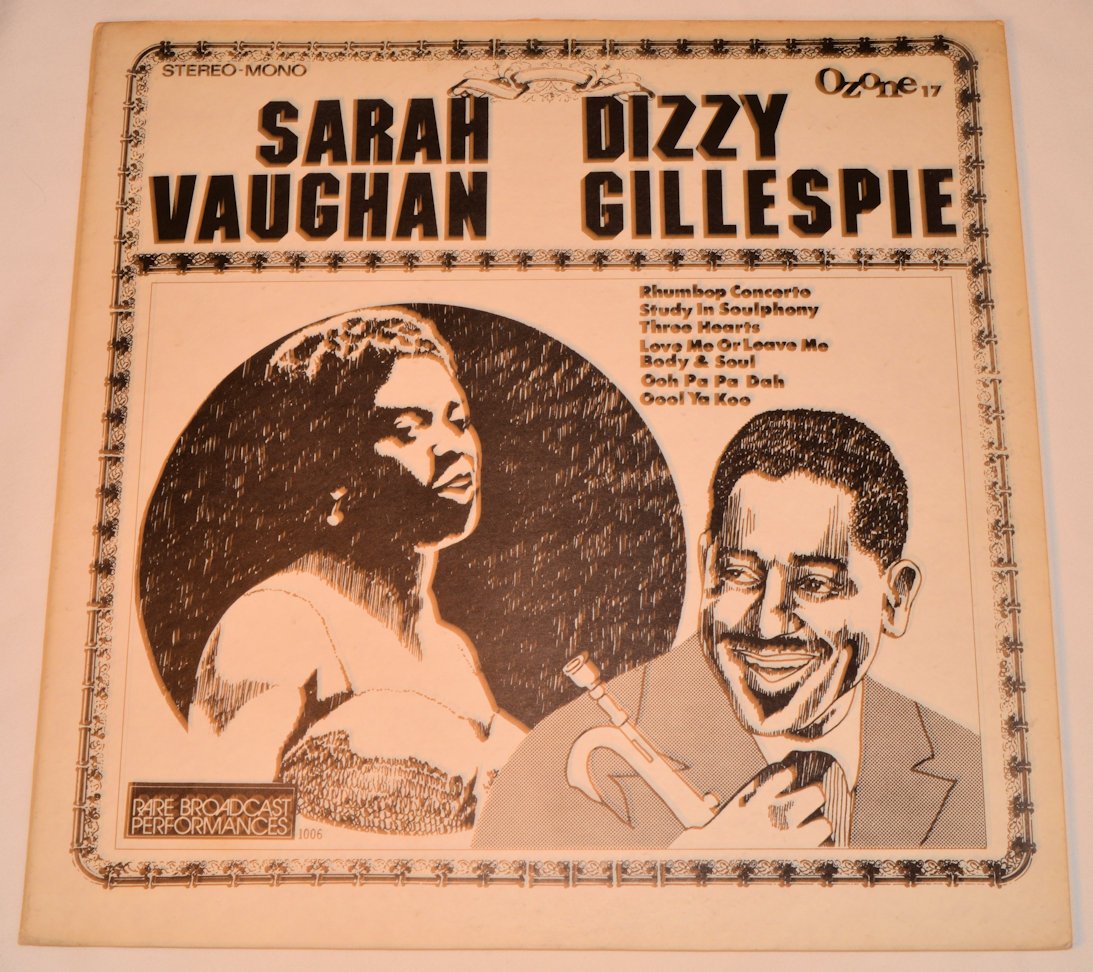 STEREO-MONO
Ozone 17
SARAH
VAUGHAN
DIZZY
GILLESPIE
Rhumbop Concerto
Study In Soulphony
Three Hearts
Love Me Or Leave Me
Body & Soul
Ooh Pa Pa Dah
Oool Ya Koo
RARE BROADCAST
PERFORMANCES
1006